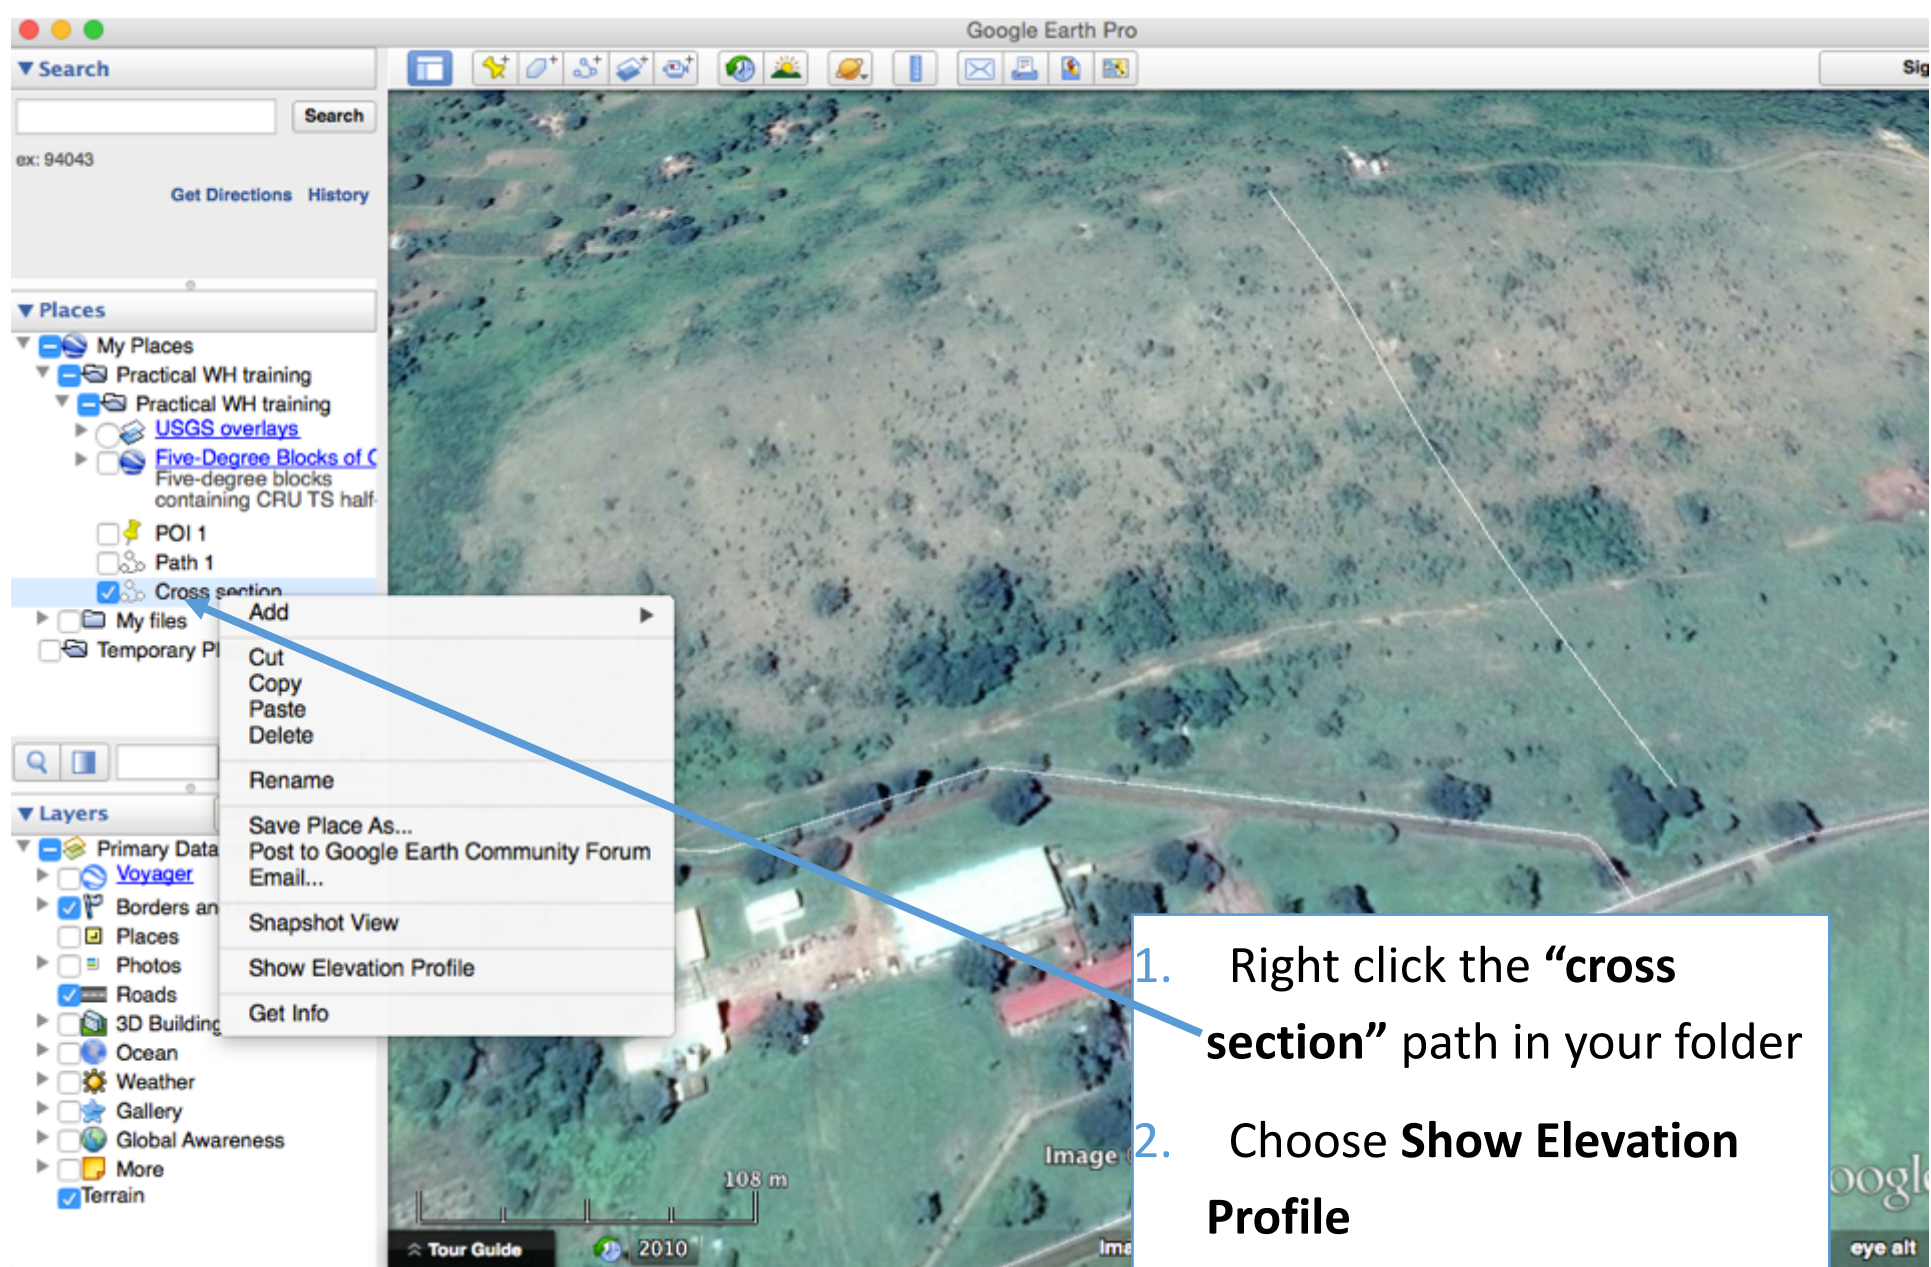 Google Earth Pro
Search
Search
ex: 94043
Get Directions History
Sig
Places
My Places
Practical WH training
Practical WH training
USGS overlays
Five-Degree Blocks of C
Five-degree blocks
containing CRU TS half-
POI 1
Path 1
Cross section
My files
Temporary Pl
Add
Cut
Copy
Paste
Delete
Rename
Save Place As...
Post to Google Earth Community Forum
Email...
Snapshot View
Show Elevation Profile
Get Info
Layers
Primary Data
Voyager
Borders an
Places
Photos
Roads
3D Building
Ocean
Weather
Gallery
Global Awareness
More
Terrain
108 m
Tour Guide
2010
Image
Ima
1. Right click the “cross
section” path in your folder
2. Choose Show Elevation
Profile
oogle
eye alt